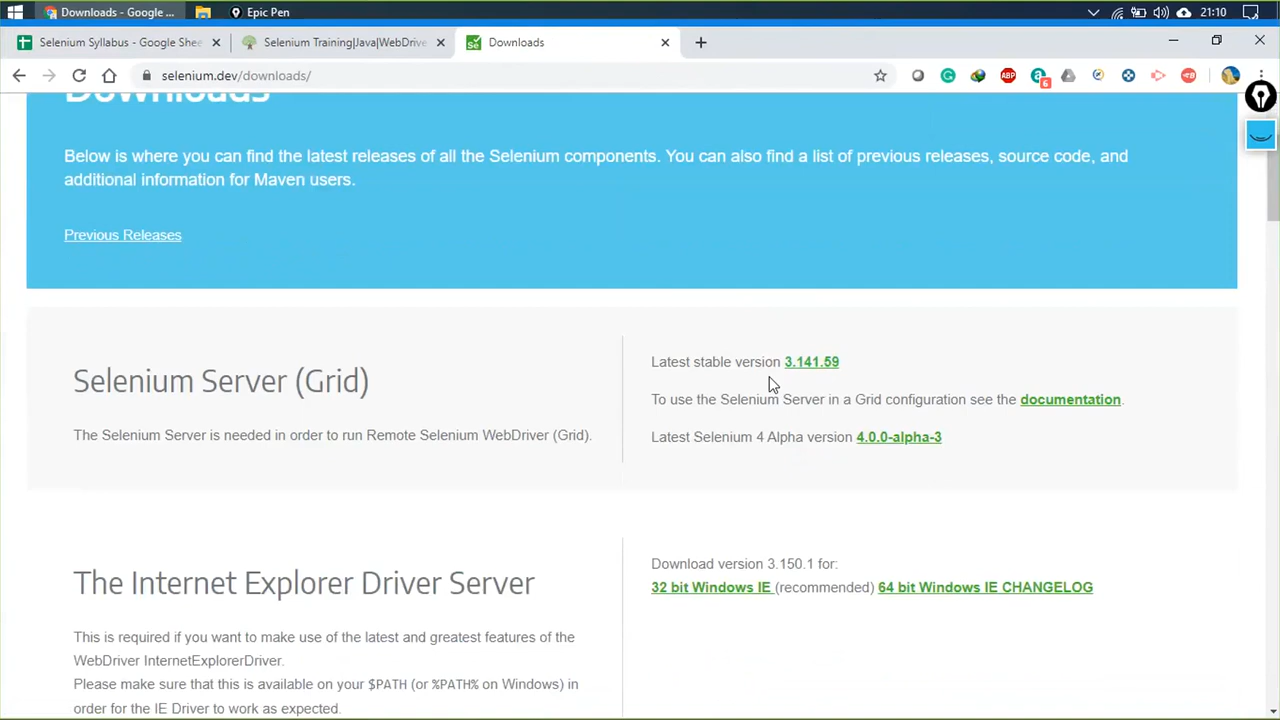 Downloads - Google ...
Epic Pen
21:10
Selenium Syllabus - Google Shee
Selenium Training|Java|WebDrive
Downloads
selenium.dev/downloads/
ABP
6
Downloads
Below is where you can find the latest releases of all the Selenium components. You can also find a list of previous releases, source code, and
additional information for Maven users.
Previous Releases
Selenium Server (Grid)
The Selenium Server is needed in order to run Remote Selenium WebDriver (Grid).
Latest stable version 3.141.59
To use the Selenium Server in a Grid configuration see the documentation.
Latest Selenium 4 Alpha version 4.0.0-alpha-3
The Internet Explorer Driver Server
This is required if you want to make use of the latest and greatest features of the
WebDriver InternetExplorerDriver.
Please make sure that this is available on your $PATH (or %PATH% on Windows) in
order for the IE Driver to work as expected.
Download version 3.150.1 for:
32 bit Windows IE (recommended) 64 bit Windows IE CHANGELOG